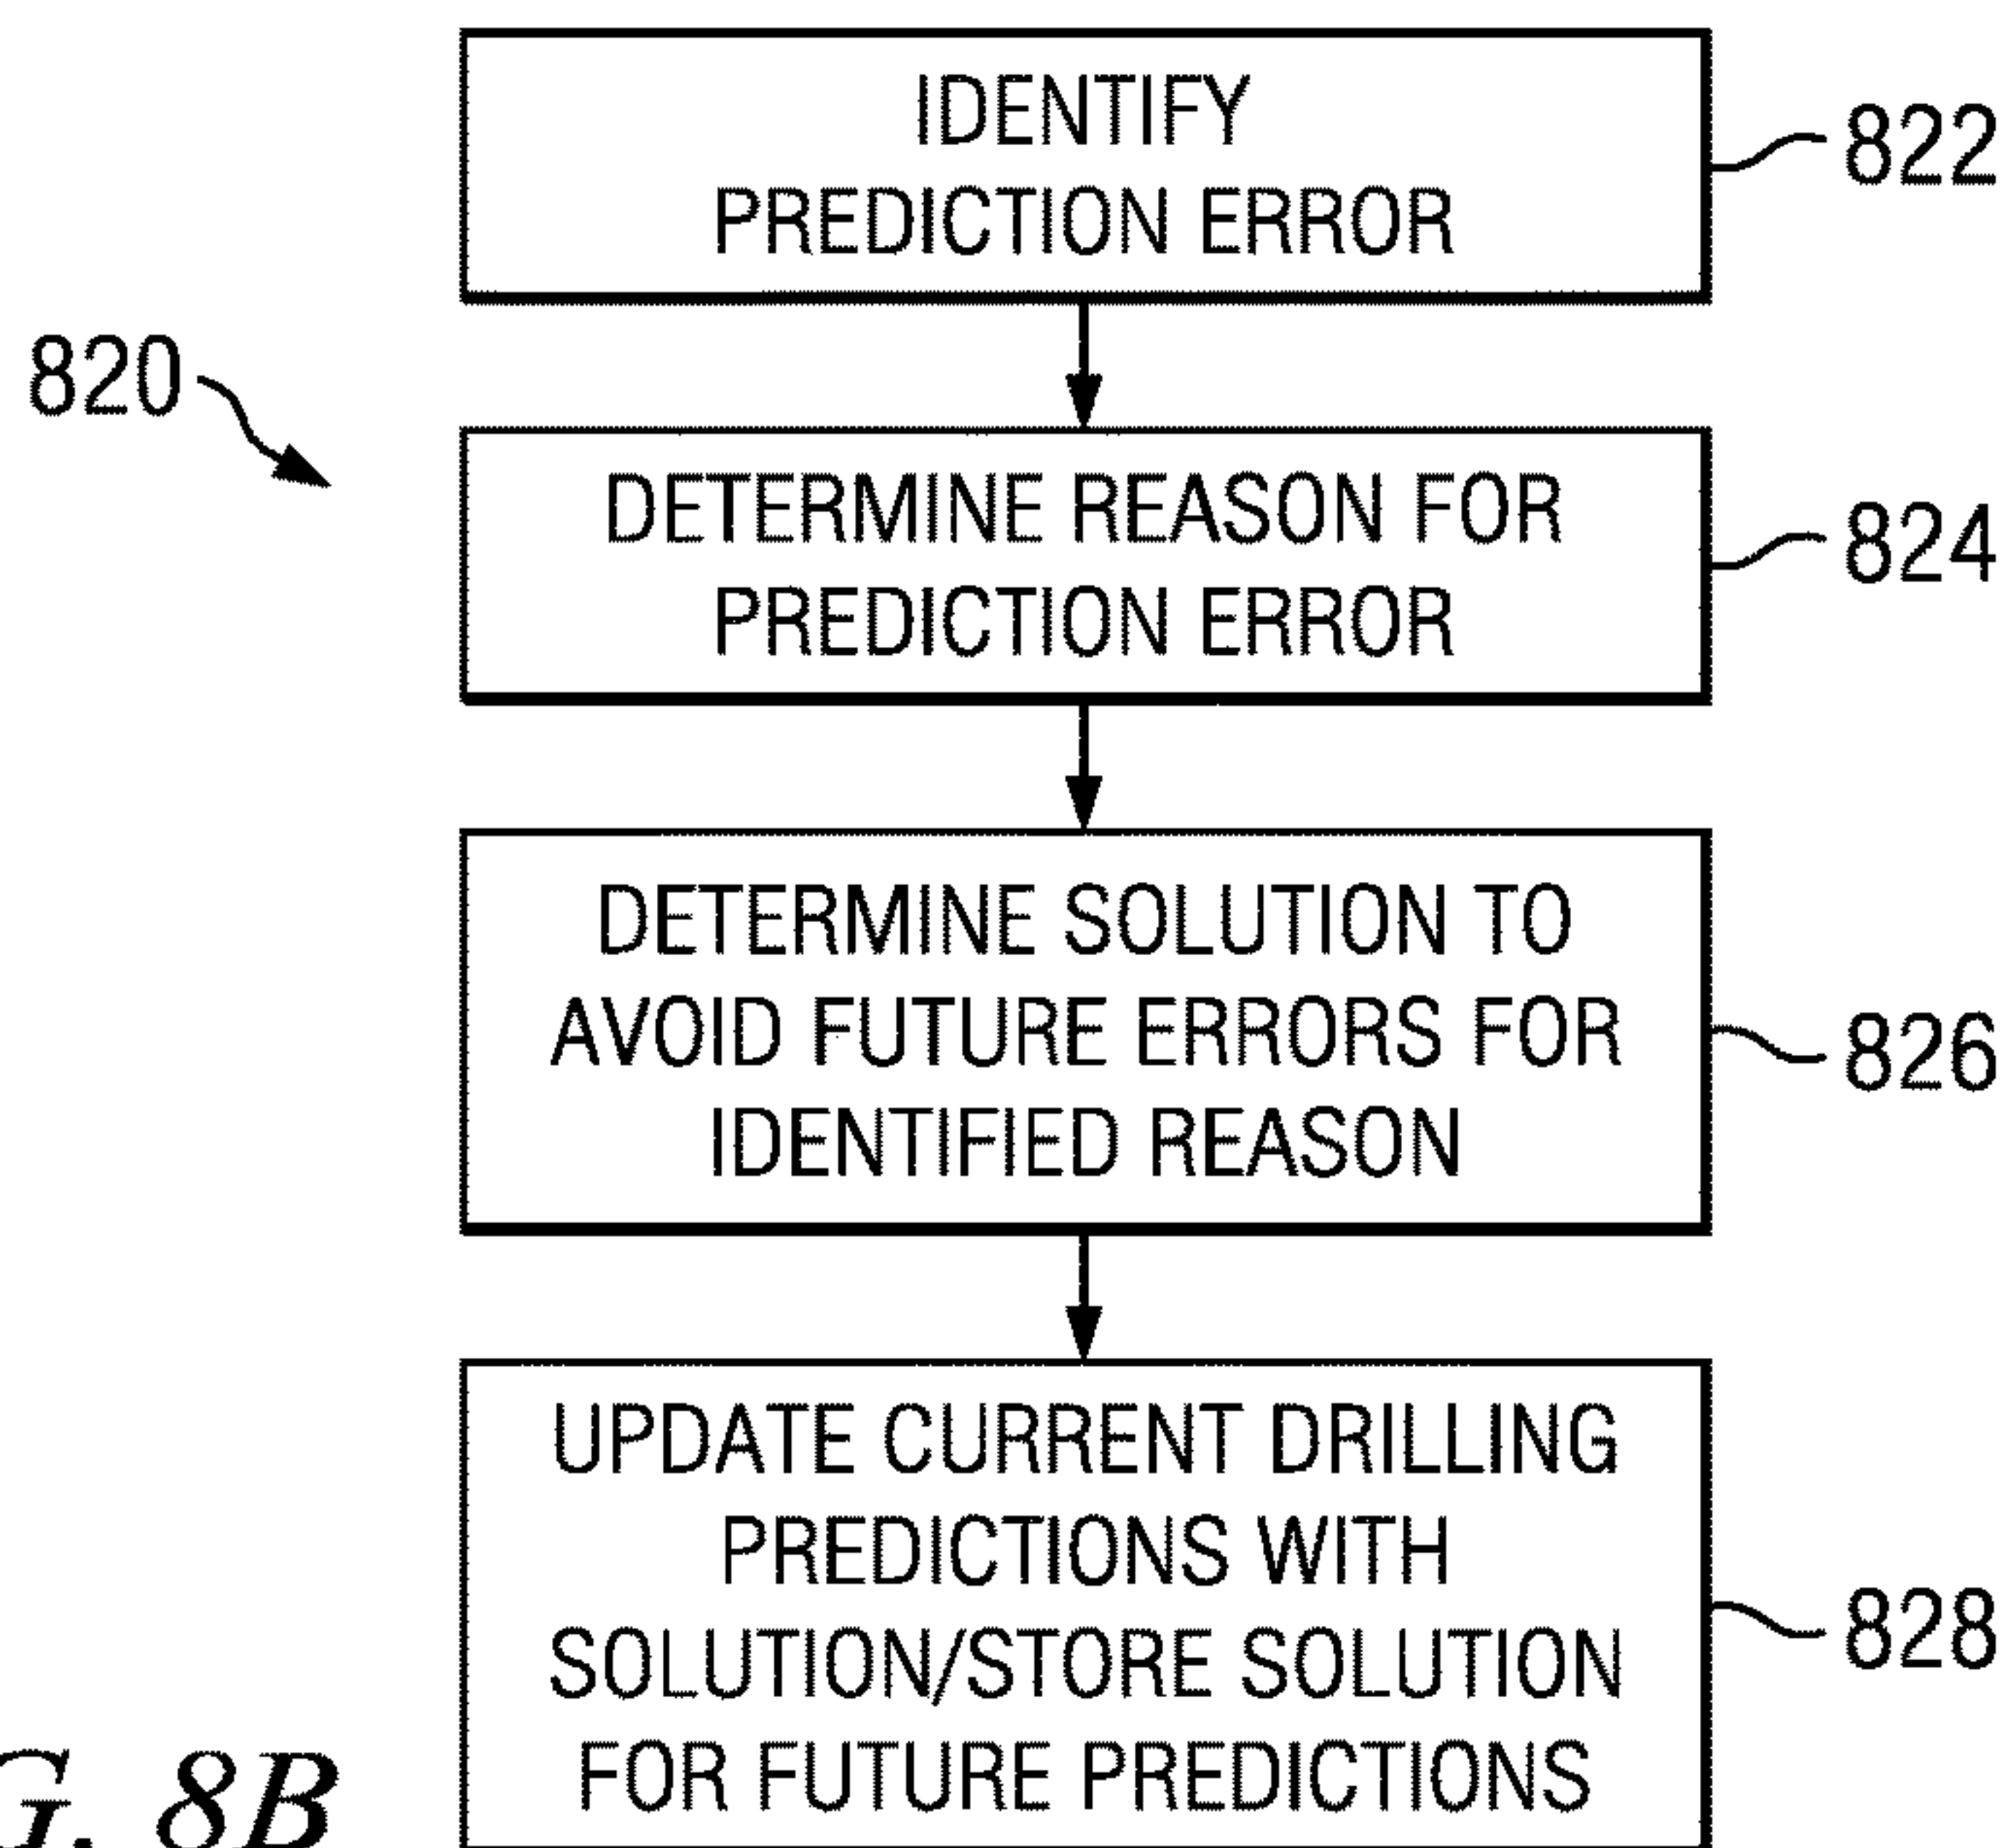 IDENTIFY
PREDICTION ERROR
822
820
DETERMINE REASON FOR
PREDICTION ERROR
824
DETERMINE SOLUTION TO
AVOID FUTURE ERRORS FOR
IDENTIFIED REASON
826
UPDATE CURRENT DRILLING
PREDICTIONS WITH
SOLUTION/STORE SOLUTION
FOR FUTURE PREDICTIONS
828
G. 8B